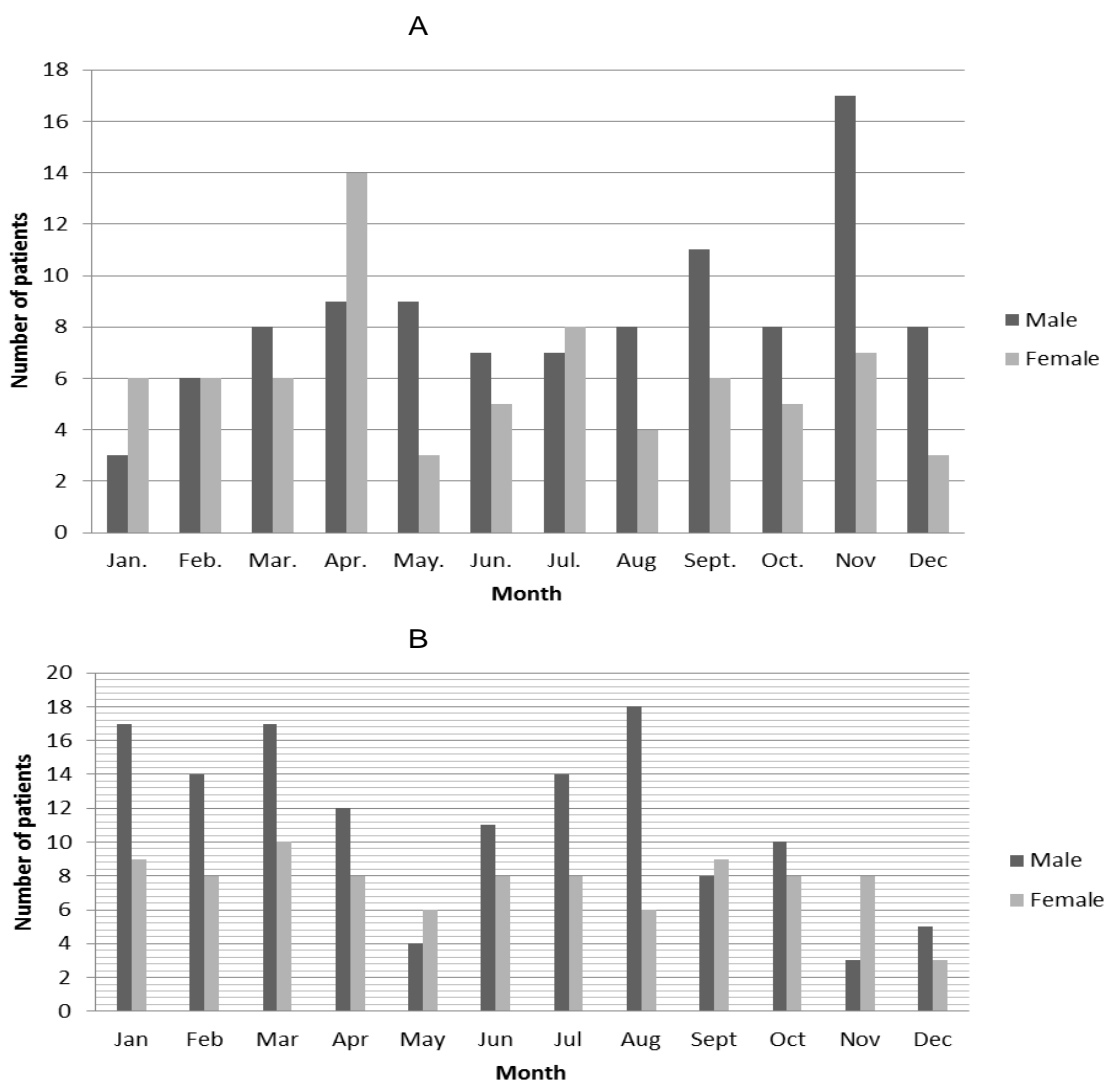 A
Number of patients
18
16
14
12
10
8
6
4
2
0
Jan. Feb. Mar. Apr. May. Jun. Jul. Aug Sept. Oct. Nov Dec
Month
Male
Female
B
Number of patients
20
18
16
14
12
10
8
6
4
2
0
Jan Feb Mar Apr May Jun Jul Aug Sept Oct Nov Dec
Month
Male
Female